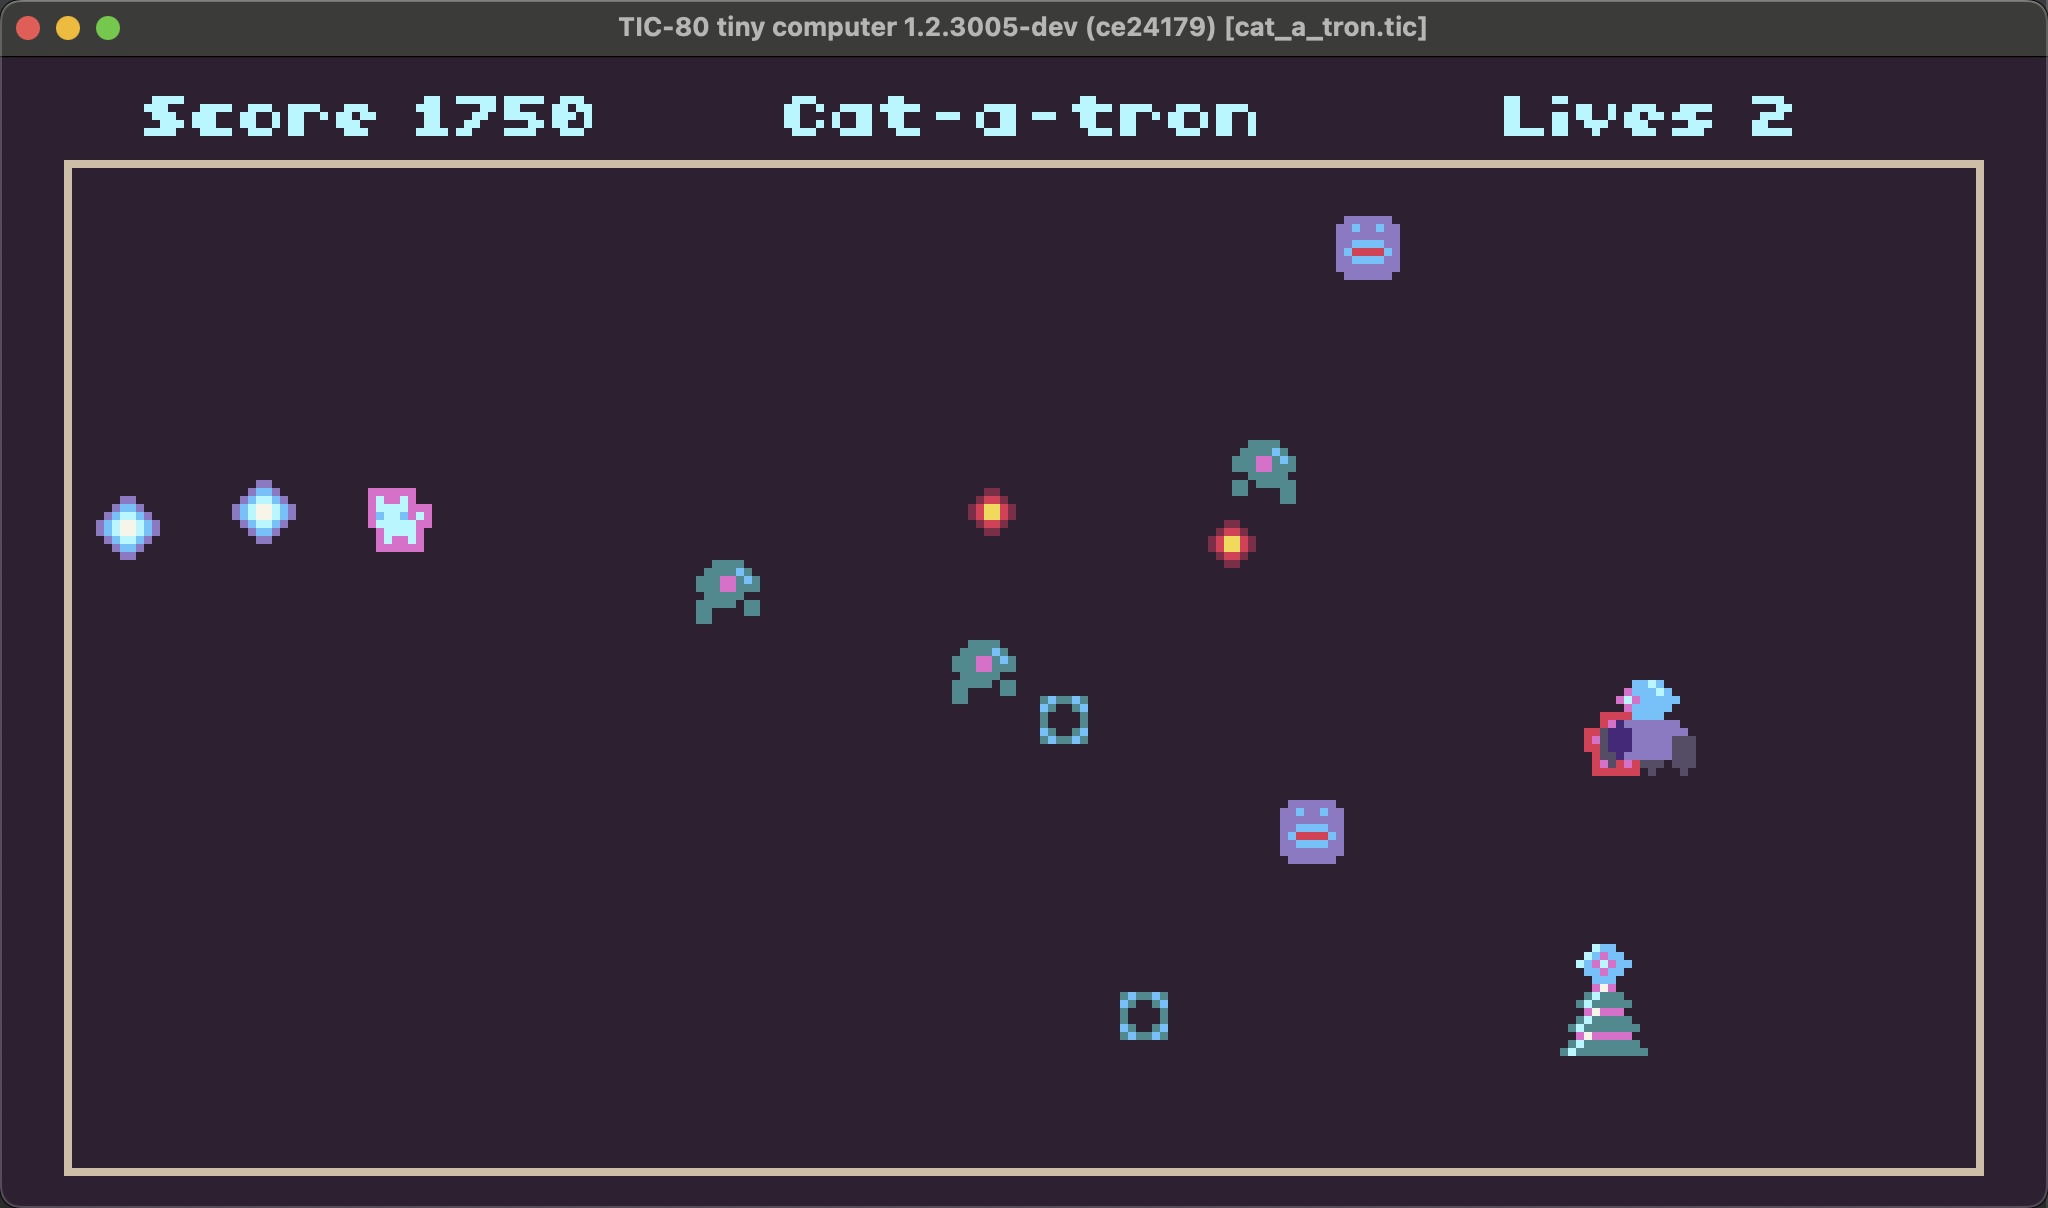 TIC-80 tiny computer 1.2.3005-dev (ce24179) [cat_a_tron.tic]
Score 1750 Cat-a-tron Lives 2